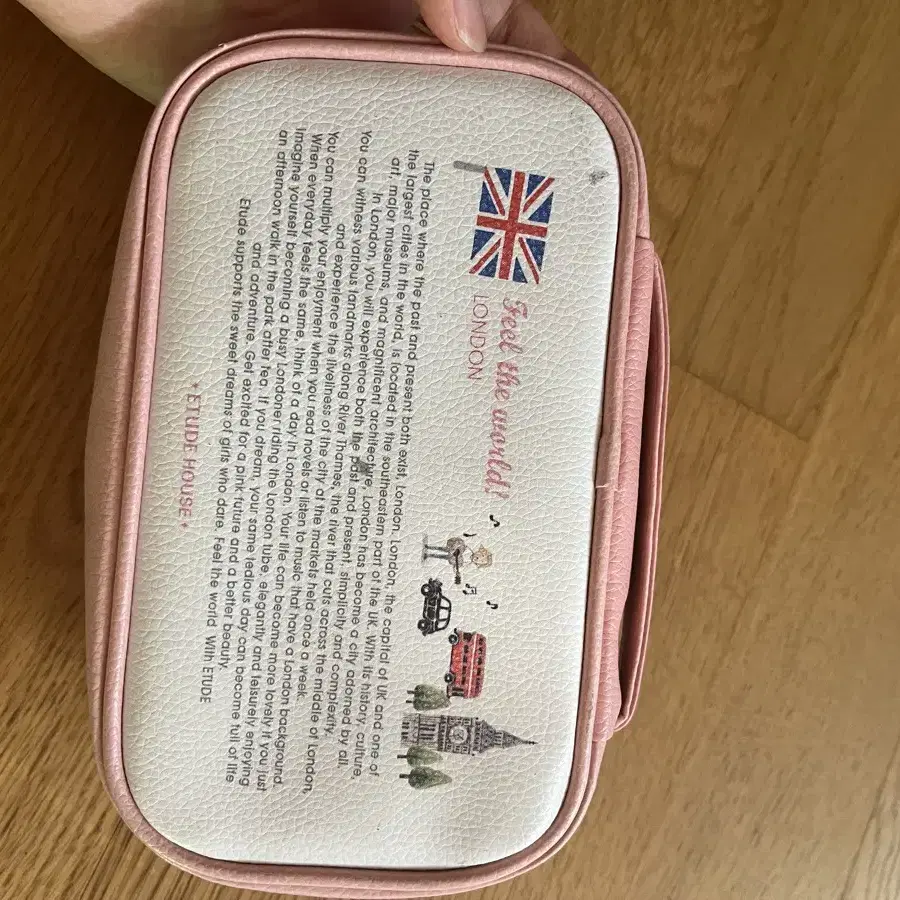 Feel the world!
LONDON
The place where the past and present both exist, London. London, the capital of UK and one of
the largest cities in the world, is located in the southeastern part of the UK. With its history, culture,
art, major museums, and magnificent architecture, London has become a city adorned by all.
In London, you will experience both the past and present, simplicity and complexity.
You can witness various landmarks along River Thames, the river that cuts across the middle of London,
and experience the liveliness of the city at the markets held once a week.
You can multiply your enjoyment when you read novels or listen to music that have a London background.
When everyday feels the same, think of a day in London. Your life can become more lovely if you just
imagine yourself becoming a busy Londoner riding the London tube, elegantly and leisurely enjoying
an afternoon walk in the park after tea. If you dream, your same tedious day can become full of life
and adventure. Get excited for a pink future and a better beauty.
Etude supports the sweet dreams of girls who dare. Feel the world With ETUDE
• ETUDE HOUSE •